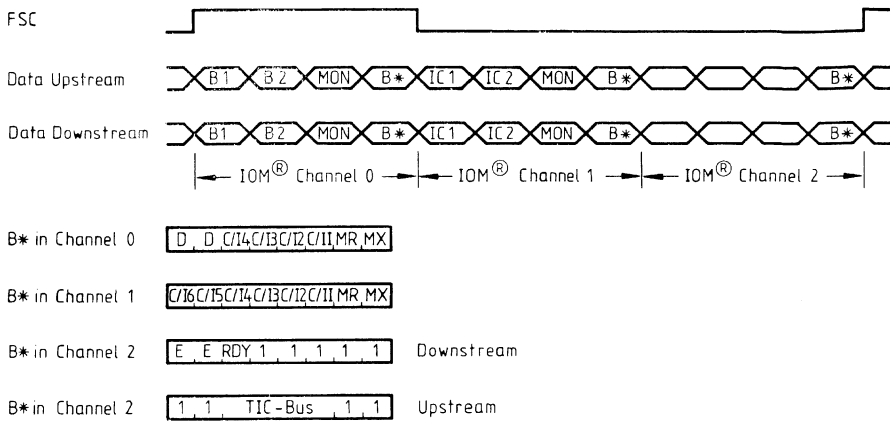 FSC
Data Upstream B1 B2 MON B* IC1 IC2 MON B* B*
Data Downstream B1 B2 MON B* IC1 IC2 MON B* B*
IOM® Channel 0 IOM® Channel 1 IOM® Channel 2
B* in Channel 0 D D C/I4 C/I3 C/I2 C/I1 MR MX
B* in Channel 1 C/I6 C/I5 C/I4 C/I3 C/I2 C/I1 MR MX
B* in Channel 2 E E RDY 1 1 1 1 1 Downstream
B* in Channel 2 1 1 TIC-Bus 1 1 Upstream